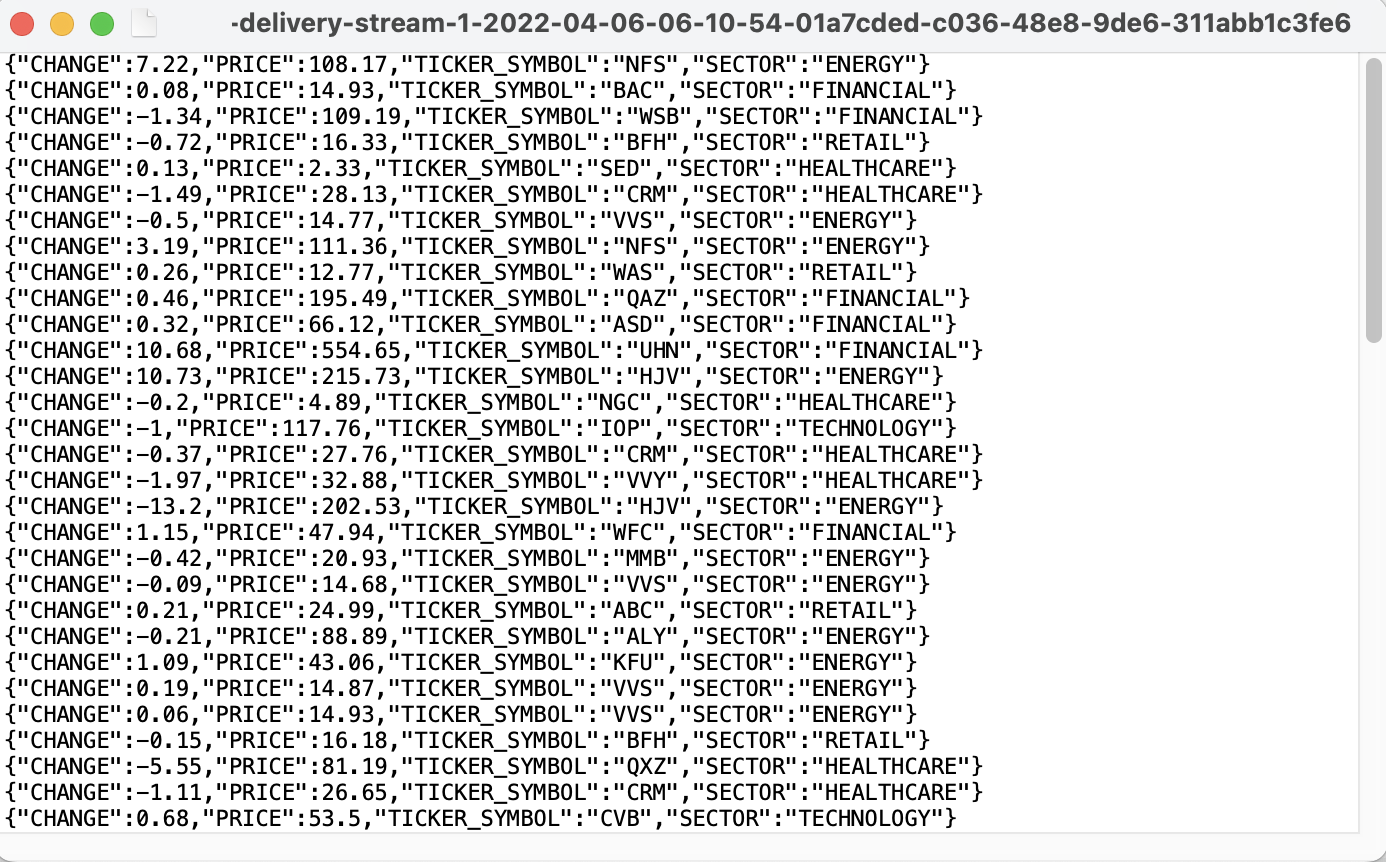 -delivery-stream-1-2022-04-06-06-10-54-01a7cded-c036-48e8-9de6-311abb1c3fe6
{"CHANGE":7.22,"PRICE":108.17,"TICKER_SYMBOL":"NFS","SECTOR":"ENERGY"}
{"CHANGE":0.08,"PRICE":14.93,"TICKER_SYMBOL":"BAC","SECTOR":"FINANCIAL"}
{"CHANGE":-1.34,"PRICE":109.19,"TICKER_SYMBOL":"WSB","SECTOR":"FINANCIAL"}
{"CHANGE":-0.72,"PRICE":16.33,"TICKER_SYMBOL":"BFH","SECTOR":"RETAIL"}
{"CHANGE":0.13,"PRICE":2.33,"TICKER_SYMBOL":"SED","SECTOR":"HEALTHCARE"}
{"CHANGE":-1.49,"PRICE":28.13,"TICKER_SYMBOL":"CRM","SECTOR":"HEALTHCARE"}
{"CHANGE":-0.5,"PRICE":14.77,"TICKER_SYMBOL":"VVS","SECTOR":"ENERGY"}
{"CHANGE":3.19,"PRICE":111.36,"TICKER_SYMBOL":"NFS","SECTOR":"ENERGY"}
{"CHANGE":0.26,"PRICE":12.77,"TICKER_SYMBOL":"WAS","SECTOR":"RETAIL"}
{"CHANGE":0.46,"PRICE":195.49,"TICKER_SYMBOL":"QAZ","SECTOR":"FINANCIAL"}
{"CHANGE":0.32,"PRICE":66.12,"TICKER_SYMBOL":"ASD","SECTOR":"FINANCIAL"}
{"CHANGE":10.68,"PRICE":554.65,"TICKER_SYMBOL":"UHN","SECTOR":"FINANCIAL"}
{"CHANGE":10.73,"PRICE":215.73,"TICKER_SYMBOL":"HJV","SECTOR":"ENERGY"}
{"CHANGE":-0.2,"PRICE":4.89,"TICKER_SYMBOL":"NGC","SECTOR":"HEALTHCARE"}
{"CHANGE":-1,"PRICE":117.76,"TICKER_SYMBOL":"IOP","SECTOR":"TECHNOLOGY"}
{"CHANGE":-0.37,"PRICE":27.76,"TICKER_SYMBOL":"CRM","SECTOR":"HEALTHCARE"}
{"CHANGE":-1.97,"PRICE":32.88,"TICKER_SYMBOL":"VVY","SECTOR":"HEALTHCARE"}
{"CHANGE":-13.2,"PRICE":202.53,"TICKER_SYMBOL":"HJV","SECTOR":"ENERGY"}
{"CHANGE":1.15,"PRICE":47.94,"TICKER_SYMBOL":"WFC","SECTOR":"FINANCIAL"}
{"CHANGE":-0.42,"PRICE":20.93,"TICKER_SYMBOL":"MMB","SECTOR":"ENERGY"}
{"CHANGE":-0.09,"PRICE":14.68,"TICKER_SYMBOL":"VVS","SECTOR":"ENERGY"}
{"CHANGE":0.21,"PRICE":24.99,"TICKER_SYMBOL":"ABC","SECTOR":"RETAIL"}
{"CHANGE":-0.21,"PRICE":88.89,"TICKER_SYMBOL":"ALY","SECTOR":"ENERGY"}
{"CHANGE":1.09,"PRICE":43.06,"TICKER_SYMBOL":"KFU","SECTOR":"ENERGY"}
{"CHANGE":0.19,"PRICE":14.87,"TICKER_SYMBOL":"VVS","SECTOR":"ENERGY"}
{"CHANGE":0.06,"PRICE":14.93,"TICKER_SYMBOL":"VVS","SECTOR":"ENERGY"}
{"CHANGE":-0.15,"PRICE":16.18,"TICKER_SYMBOL":"BFH","SECTOR":"RETAIL"}
{"CHANGE":-5.55,"PRICE":81.19,"TICKER_SYMBOL":"QXZ","SECTOR":"HEALTHCARE"}
{"CHANGE":-1.11,"PRICE":26.65,"TICKER_SYMBOL":"CRM","SECTOR":"HEALTHCARE"}
{"CHANGE":0.68,"PRICE":53.5,"TICKER_SYMBOL":"CVB","SECTOR":"TECHNOLOGY"}